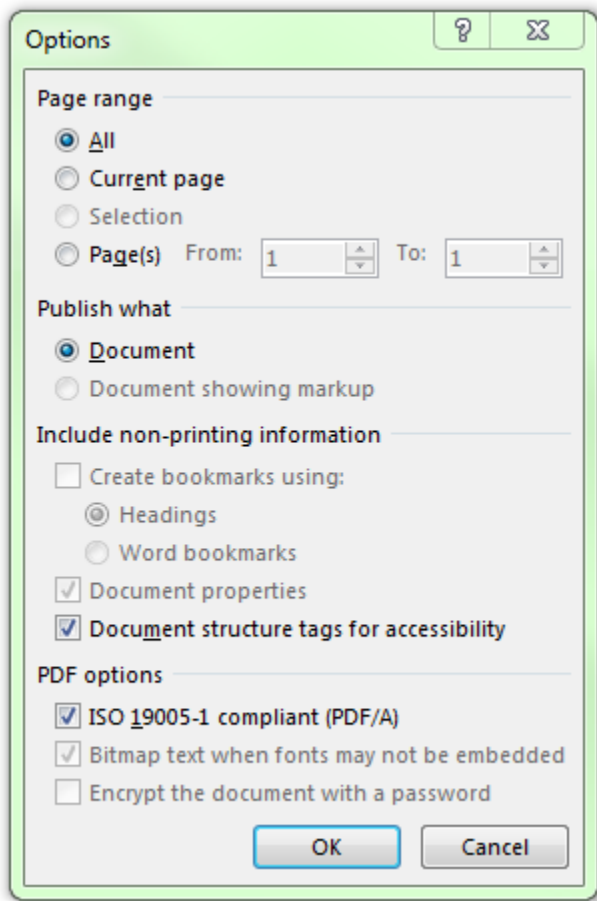 Options
Page range
All
Current page
Selection
Page(s) From: 1 To: 1
Publish what
Document
Document showing markup
Include non-printing information
Create bookmarks using:
Headings
Word bookmarks
Document properties
Document structure tags for accessibility
PDF options
ISO 19005-1 compliant (PDF/A)
Bitmap text when fonts may not be embedded
Encrypt the document with a password
OK Cancel